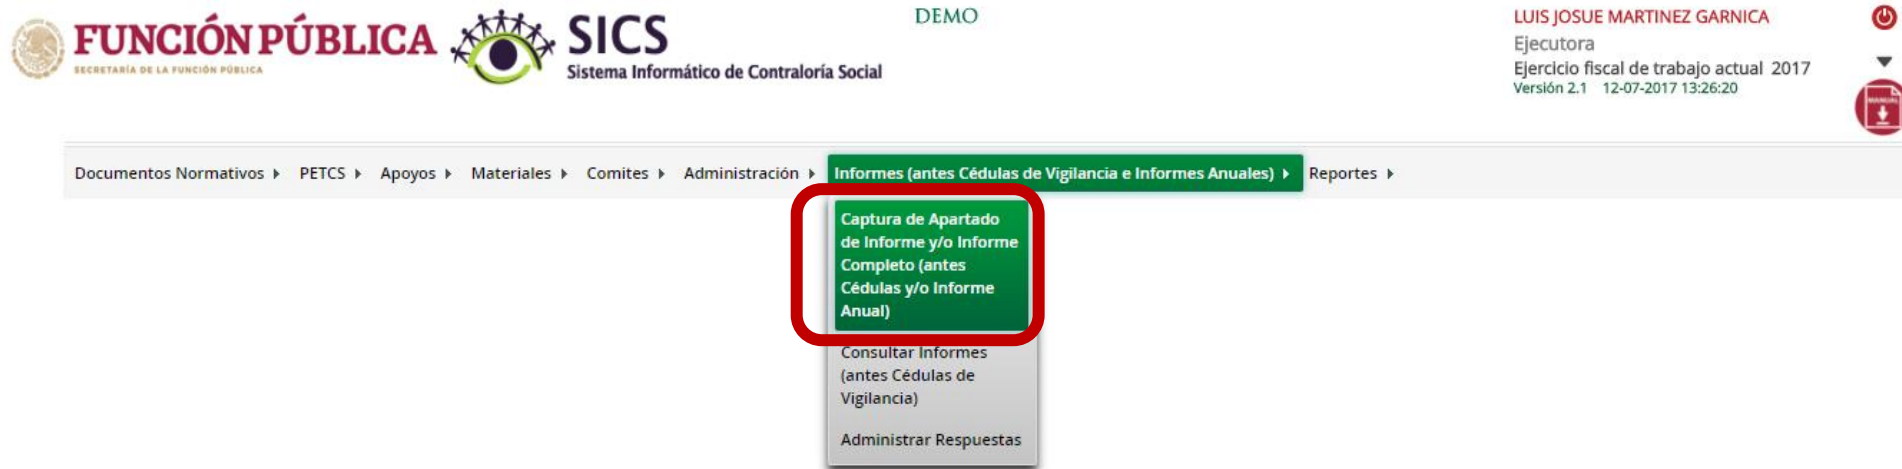 FUNCIÓN PÚBLICA
SECRETARÍA DE LA FUNCIÓN PÚBLICA
SICS
Sistema Informático de Contraloría Social
DEMO
LUIS JOSUE MARTINEZ GARNICA
Ejecutora
Ejercicio fiscal de trabajo actual 2017
Versión 2.1 12-07-2017 13:26:20
MANUAL
Documentos Normativos PETCS Apoyos Materiales Comites Administración Informes (antes Cédulas de Vigilancia e Informes Anuales) Reportes
Captura de Apartado
de Informe y/o Informe
Completo (antes
Cédulas y/o Informe
Anual)
Consultar Informes
(antes Cédulas de
Vigilancia)
Administrar Respuestas